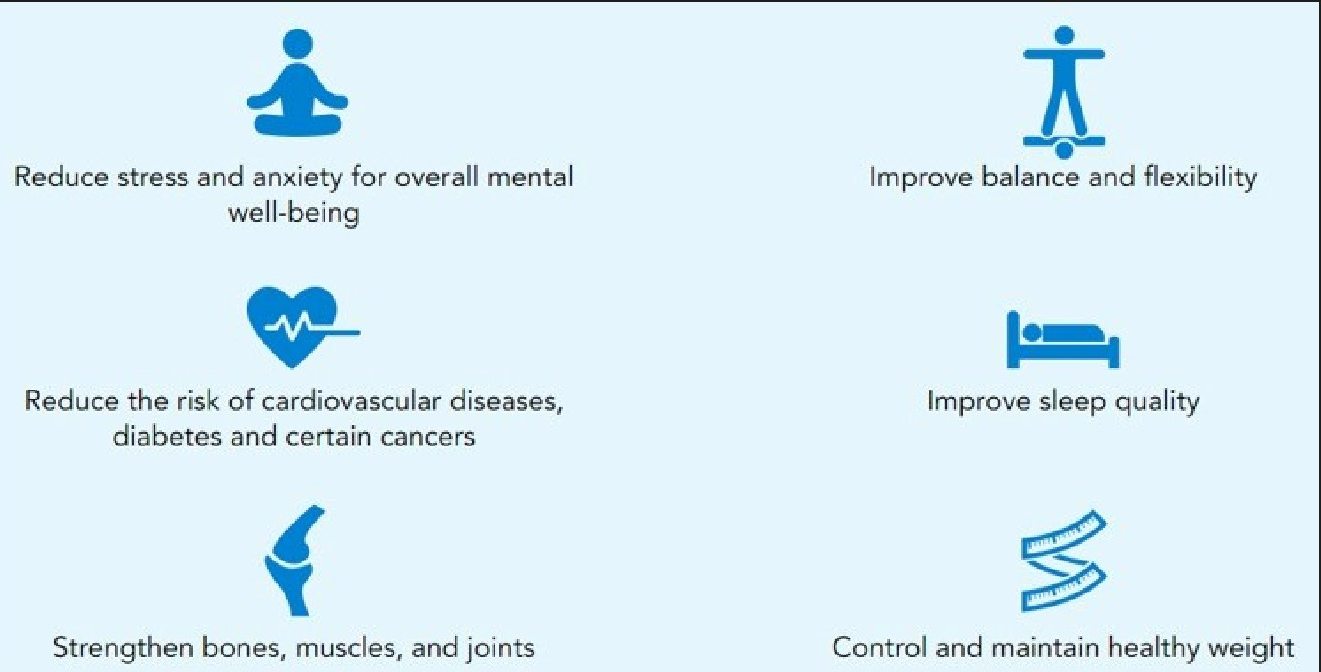 Reduce stress and anxiety for overall mental
well-being
Improve balance and flexibility
Reduce the risk of cardiovascular diseases,
diabetes and certain cancers
Improve sleep quality
Strengthen bones, muscles, and joints
Control and maintain healthy weight